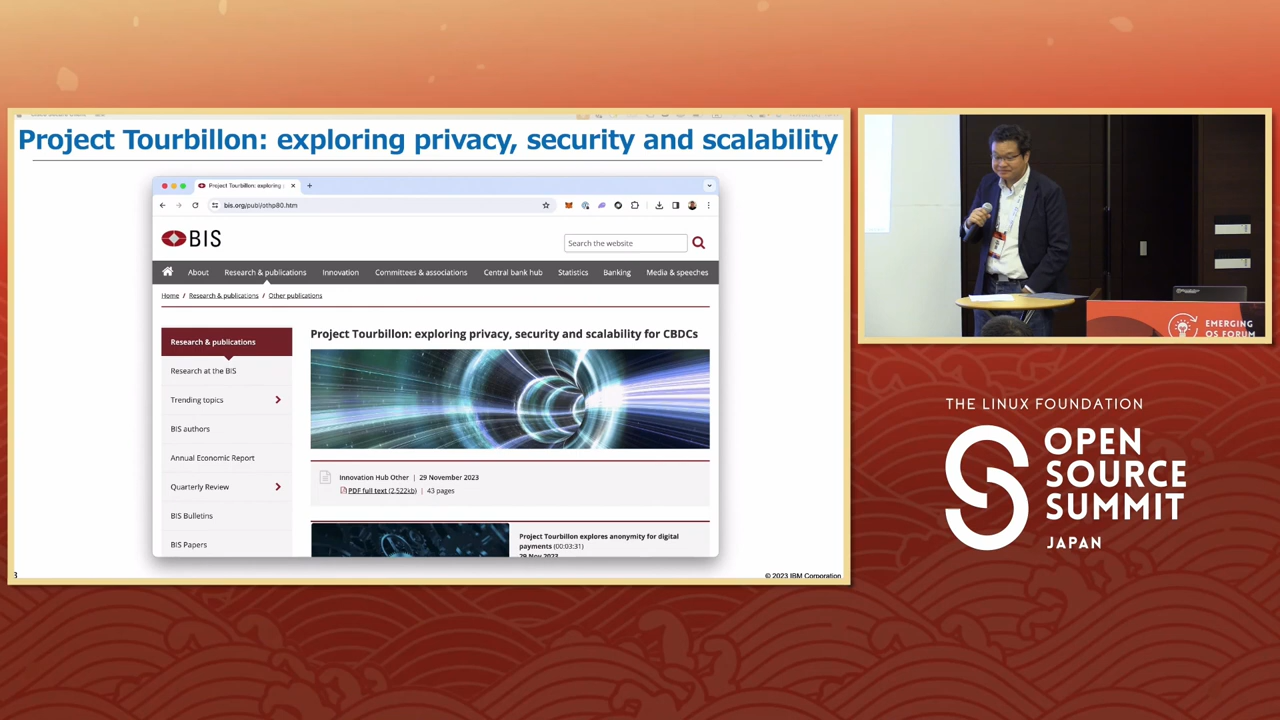 Project Tourbillon: exploring privacy, security and scalability
Project Tourbillon: exploring
bis.org/publ/othp80.htm
BIS
Search the website
About Research & publications Innovation Committees & associations Central bank hub Statistics Banking Media & speeches
Home / Research & publications / Other publications
Research & publications
Research at the BIS
Trending topics
BIS authors
Annual Economic Report
Quarterly Review
BIS Bulletins
BIS Papers
Project Tourbillon: exploring privacy, security and scalability for CBDCs
Innovation Hub Other | 29 November 2023
PDF full text (2,522kb) | 43 pages
Project Tourbillon explores anonymity for digital
payments (00:03:31)
29 Nov 2023
© 2023 IBM Corporation
EMERGING
OS FORUM
THE LINUX FOUNDATION
OPEN
SOURCE
SUMMIT
JAPAN